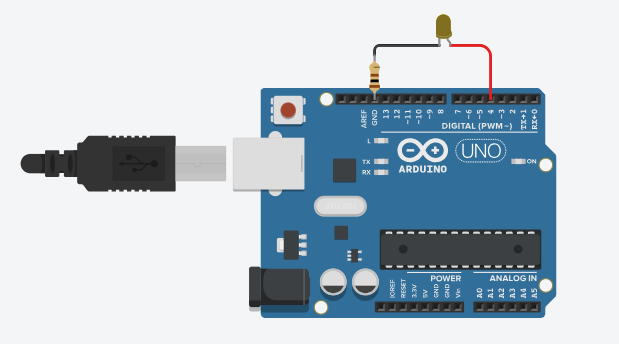 AREF
GND
13
12
~11
~10
~9
8
7
~6
~5
4
~3
2
TX→1
RX←0
DIGITAL (PWM~)
L
TX
RX
ARDUINO
UNO
ON
POWER
ANALOG IN
IOREF
RESET
3.3V
5V
GND
GND
Vin
A0
A1
A2
A3
A4
A5